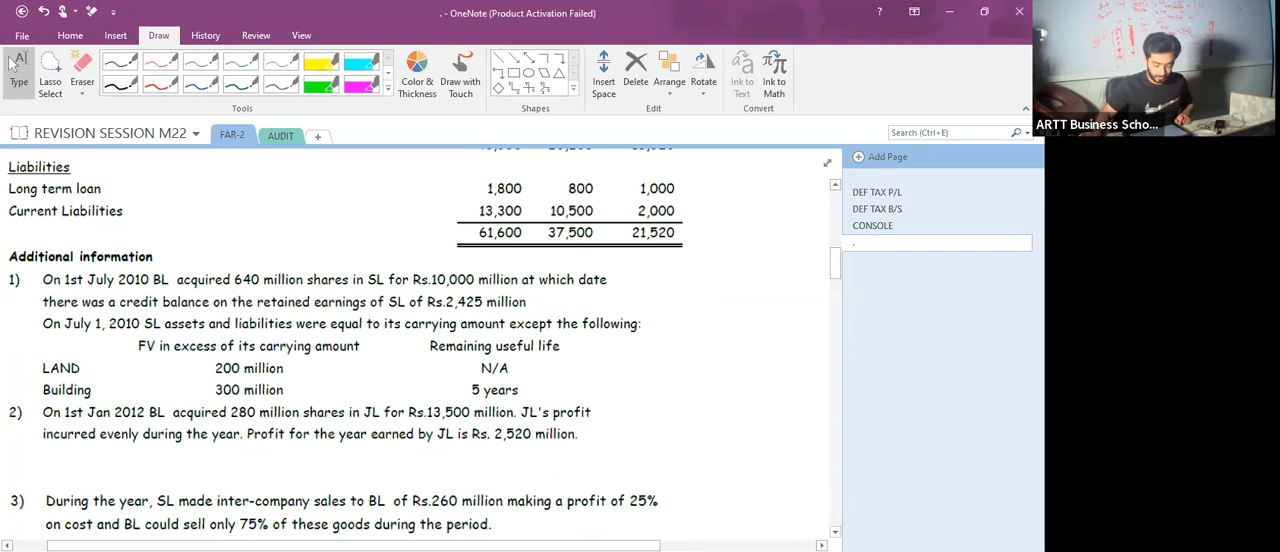 . - OneNote (Product Activation Failed)
File Home Insert Draw History Review View
Type
Lasso Select
Eraser
Color & Thickness
Draw with Touch
Insert Space
Delete
Arrange
Rotate
Ink to Text
Ink to Math
Tools Shapes Edit Convert
REVISION SESSION M22 FAR-2 AUDIT
Search (Ctrl+E)
ARTT Business Scho...
Add Page
DEF TAX P/L
DEF TAX B/S
CONSOLE
.
Liabilities
Long term loan 1,800 800 1,000
Current Liabilities 13,300 10,500 2,000
61,600 37,500 21,520
Additional information
1) On 1st July 2010 BL acquired 640 million shares in SL for Rs.10,000 million at which date
there was a credit balance on the retained earnings of SL of Rs.2,425 million
On July 1, 2010 SL assets and liabilities were equal to its carrying amount except the following:
FV in excess of its carrying amount Remaining useful life
LAND 200 million N/A
Building 300 million 5 years
2) On 1st Jan 2012 BL acquired 280 million shares in JL for Rs.13,500 million. JL's profit
incurred evenly during the year. Profit for the year earned by JL is Rs. 2,520 million.
3) During the year, SL made inter-company sales to BL of Rs.260 million making a profit of 25%
on cost and BL could sell only 75% of these goods during the period.